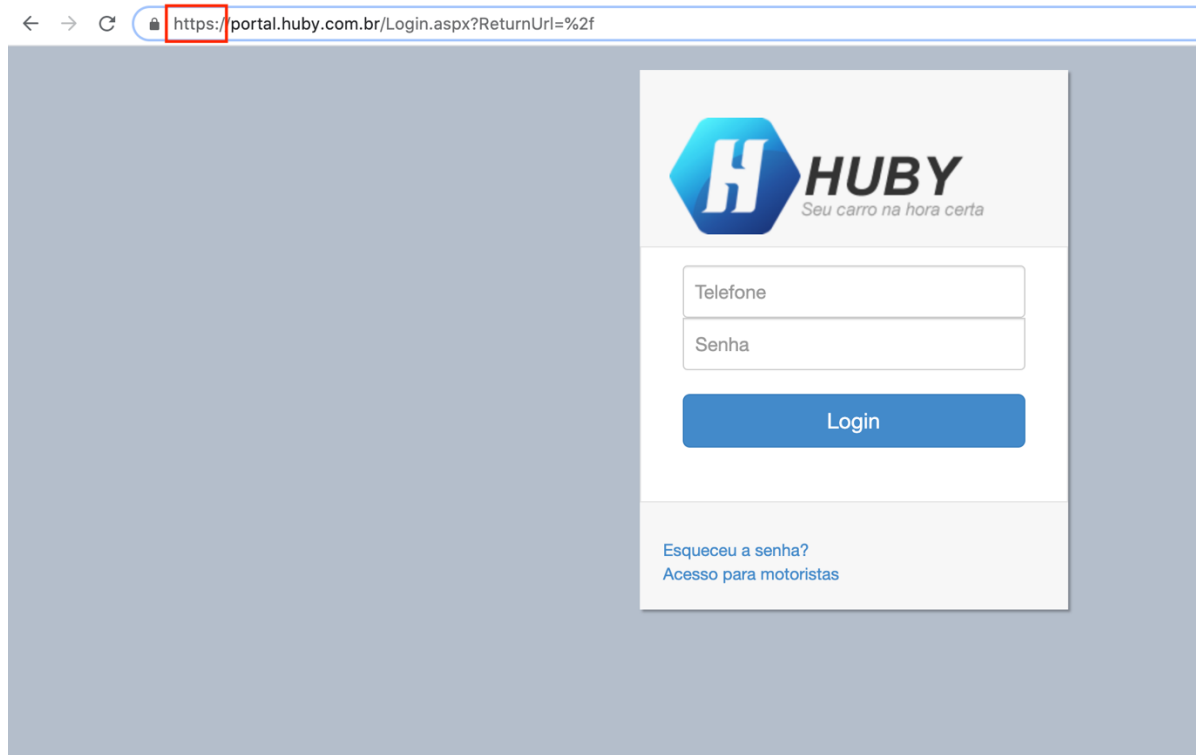 https://portal.huby.com.br/Login.aspx?ReturnUrl=%2f
H HUBY
Seu carro na hora certa
Telefone
Senha
Login
Esqueceu a senha?
Acesso para motoristas